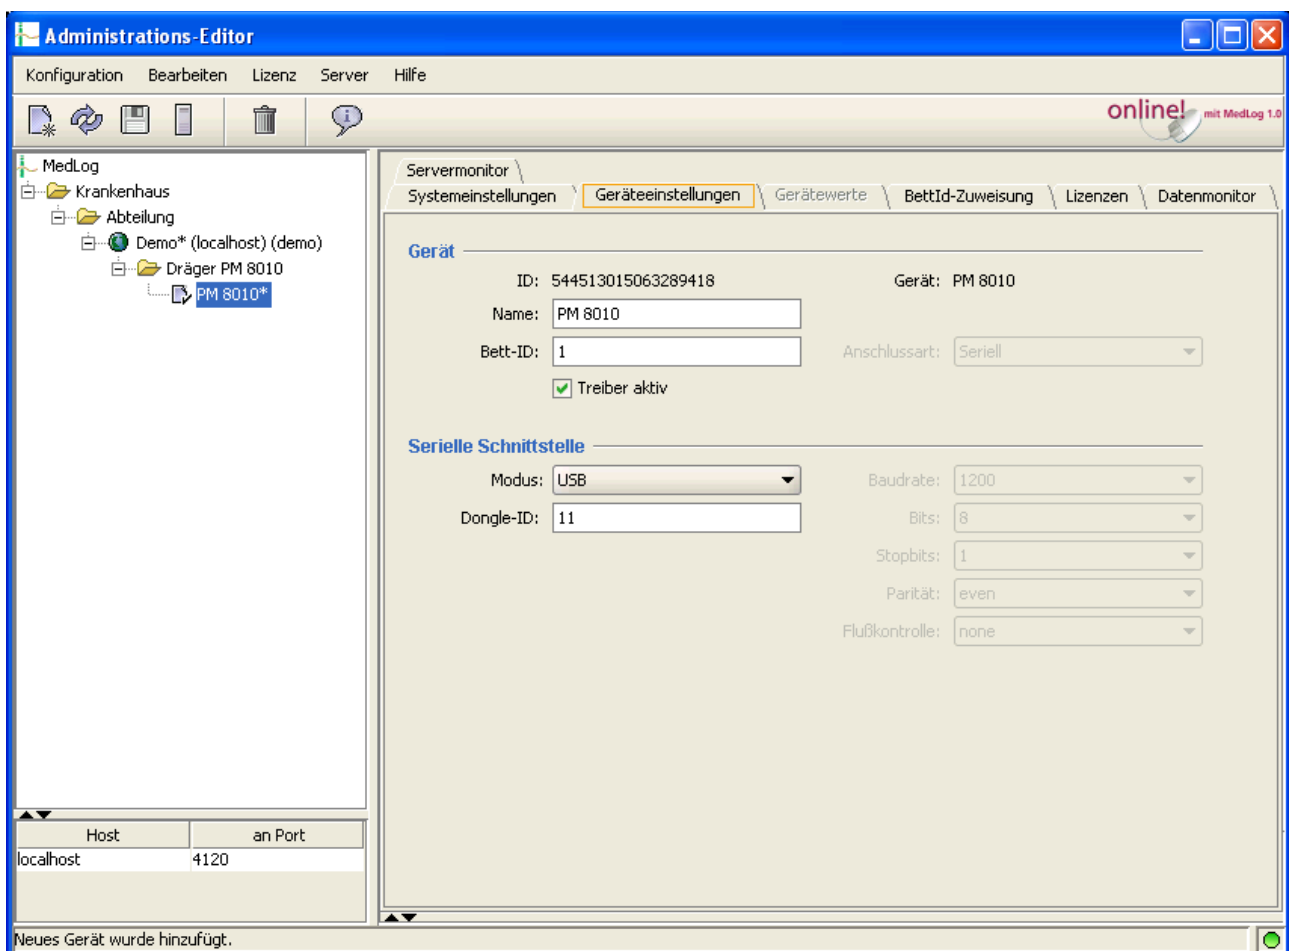 Administrations-Editor
Konfiguration Bearbeiten Lizenz Server Hilfe
online! mit MedLog 1.0
MedLog
Krankenhaus
Abteilung
Demo* (localhost) (demo)
Dräger PM 8010
PM 8010*
Host an Port
localhost 4120
Servermonitor
Systemeinstellungen Geräteeinstellungen Gerätewerte BettId-Zuweisung Lizenzen Datenmonitor
Gerät
ID: 544513015063289418 Gerät: PM 8010
Name: PM 8010
Bett-ID: 1 Anschlussart: Seriell
Treiber aktiv
Serielle Schnittstelle
Modus: USB Baudrate: 1200
Dongle-ID: 11 Bits: 8
Stopbits: 1
Parität: even
Flußkontrolle: none
Neues Gerät wurde hinzufügt.